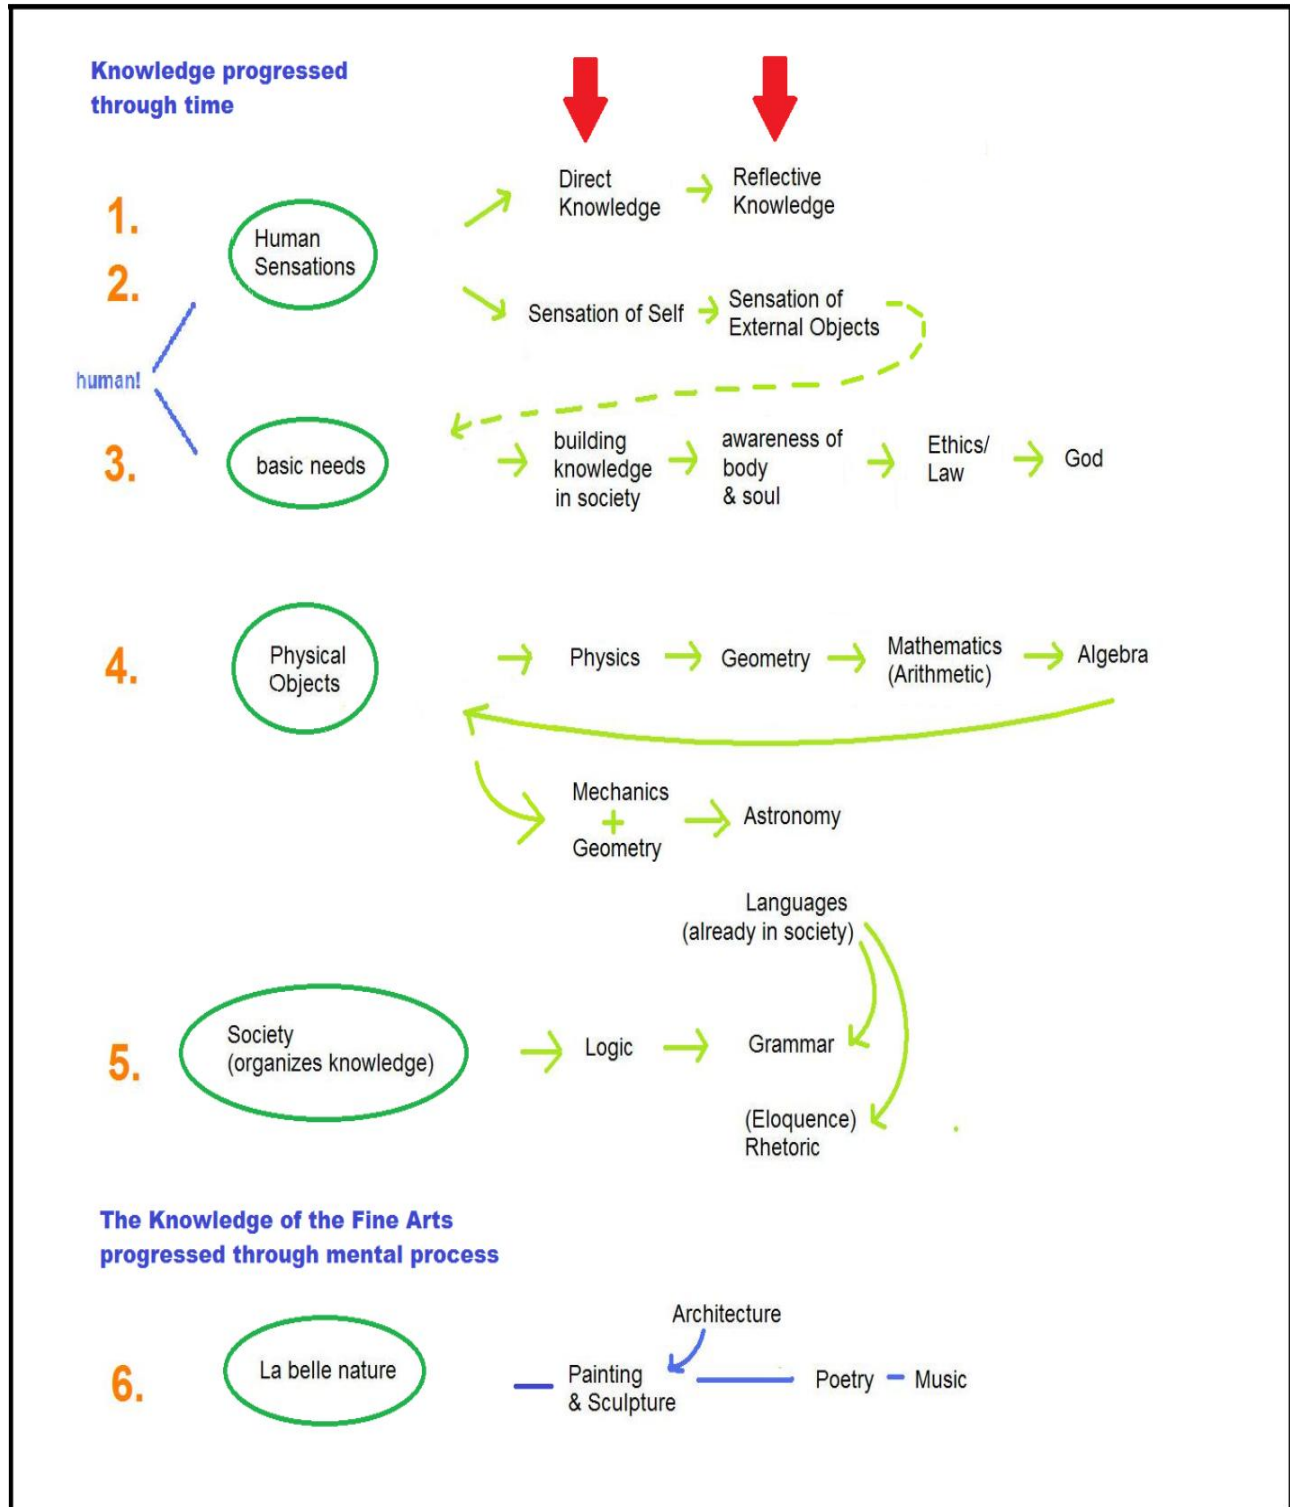 Knowledge progressed
through time
1.
2.
Human
Sensations
Direct
Knowledge
Reflective
Knowledge
Sensation of Self
Sensation of
External Objects
human!
3.
basic needs
building
knowledge
in society
awareness of
body
& soul
Ethics/
Law
God
4.
Physical
Objects
Physics
Geometry
Mathematics
(Arithmetic)
Algebra
Mechanics
+
Geometry
Astronomy
Languages
(already in society)
5.
Society
(organizes knowledge)
Logic
Grammar
(Eloquence)
Rhetoric
The Knowledge of the Fine Arts
progressed through mental process
6.
La belle nature
Architecture
Painting
& Sculpture
Poetry
Music